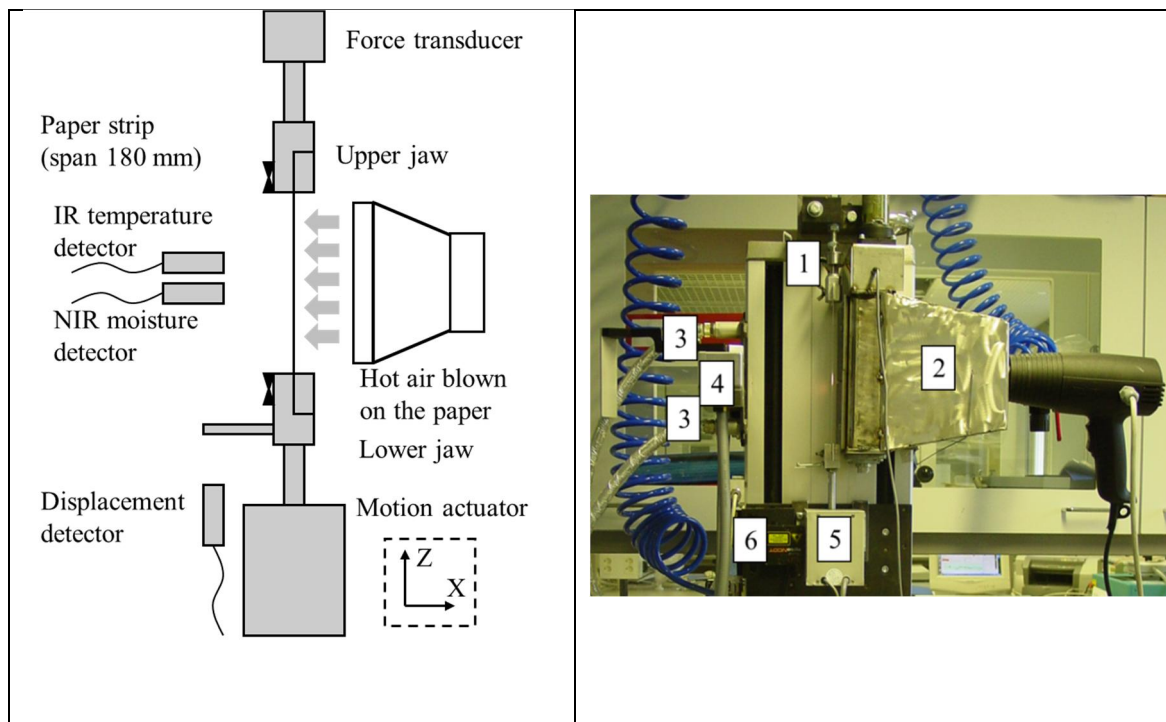 Force transducer
Paper strip
(span 180 mm)
Upper jaw
IR temperature
detector
NIR moisture
detector
Hot air blown
on the paper
Lower jaw
Displacement
detector
Motion actuator
Z
X
1
2
3
4
3
5
6